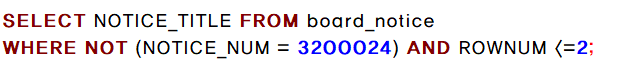 SELECT NOTICE_TITLE FROM board_notice
WHERE NOT (NOTICE_NUM = 3200024) AND ROWNUM <=2;